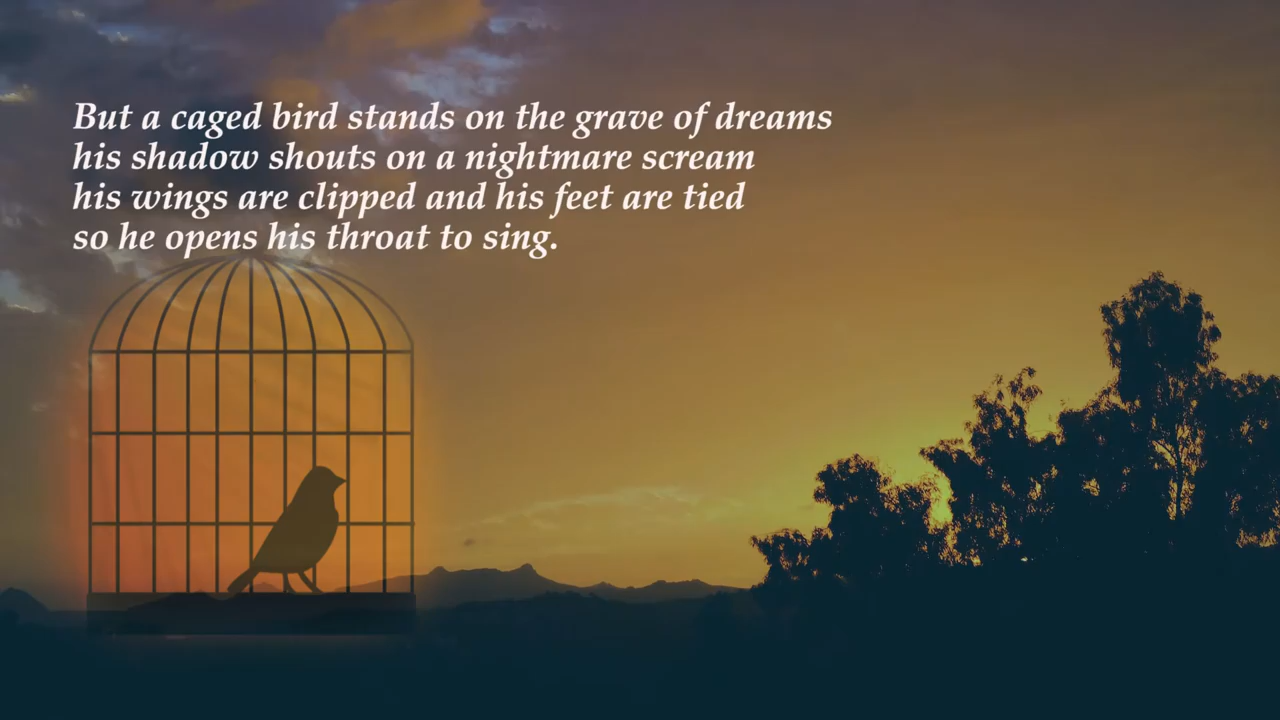 But a caged bird stands on the grave of dreams
his shadow shouts on a nightmare scream
his wings are clipped and his feet are tied
so he opens his throat to sing.